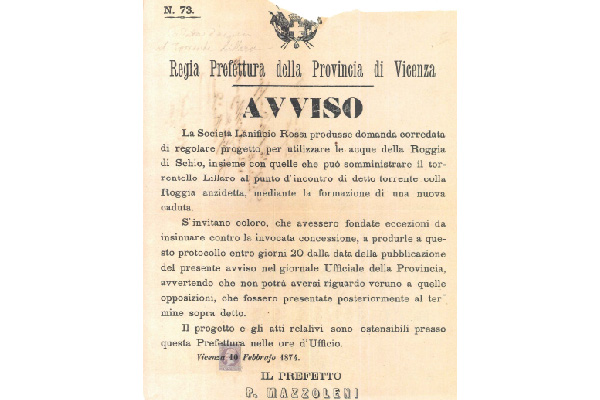 N. 73.
Regia Prefettura della Provincia di Vicenza
AVVISO
La Società Lanificio Rossi produsse domanda corredata
di regolare progetto per utilizzare le acque della Roggia
di Schio, insieme con quelle che può somministrare il tor-
rentello Lillaro al punto d'incontro di detto torrente colla
Roggia anzidetta, mediante la formazione di una nuova
caduta.
S'invitano coloro, che avessero fondate eccezioni da
insinuare contro la invocata concessione, a produrle a que-
sto protocollo entro giorni 20 dalla data della pubblicazione
del presente avviso nel giornale Ufficiale della Provincia,
avvertendo che non potrà aversi riguardo veruno a quelle
opposizioni, che fossero presentate posteriormente al ter-
mine sopra detto.
Il progetto e gli atti relativi sono ostensibili presso
questa Prefettura nelle ore d'Ufficio.
Vicenza 10 Febbrajo 1874.
IL PREFETTO
P. MAZZOLENI